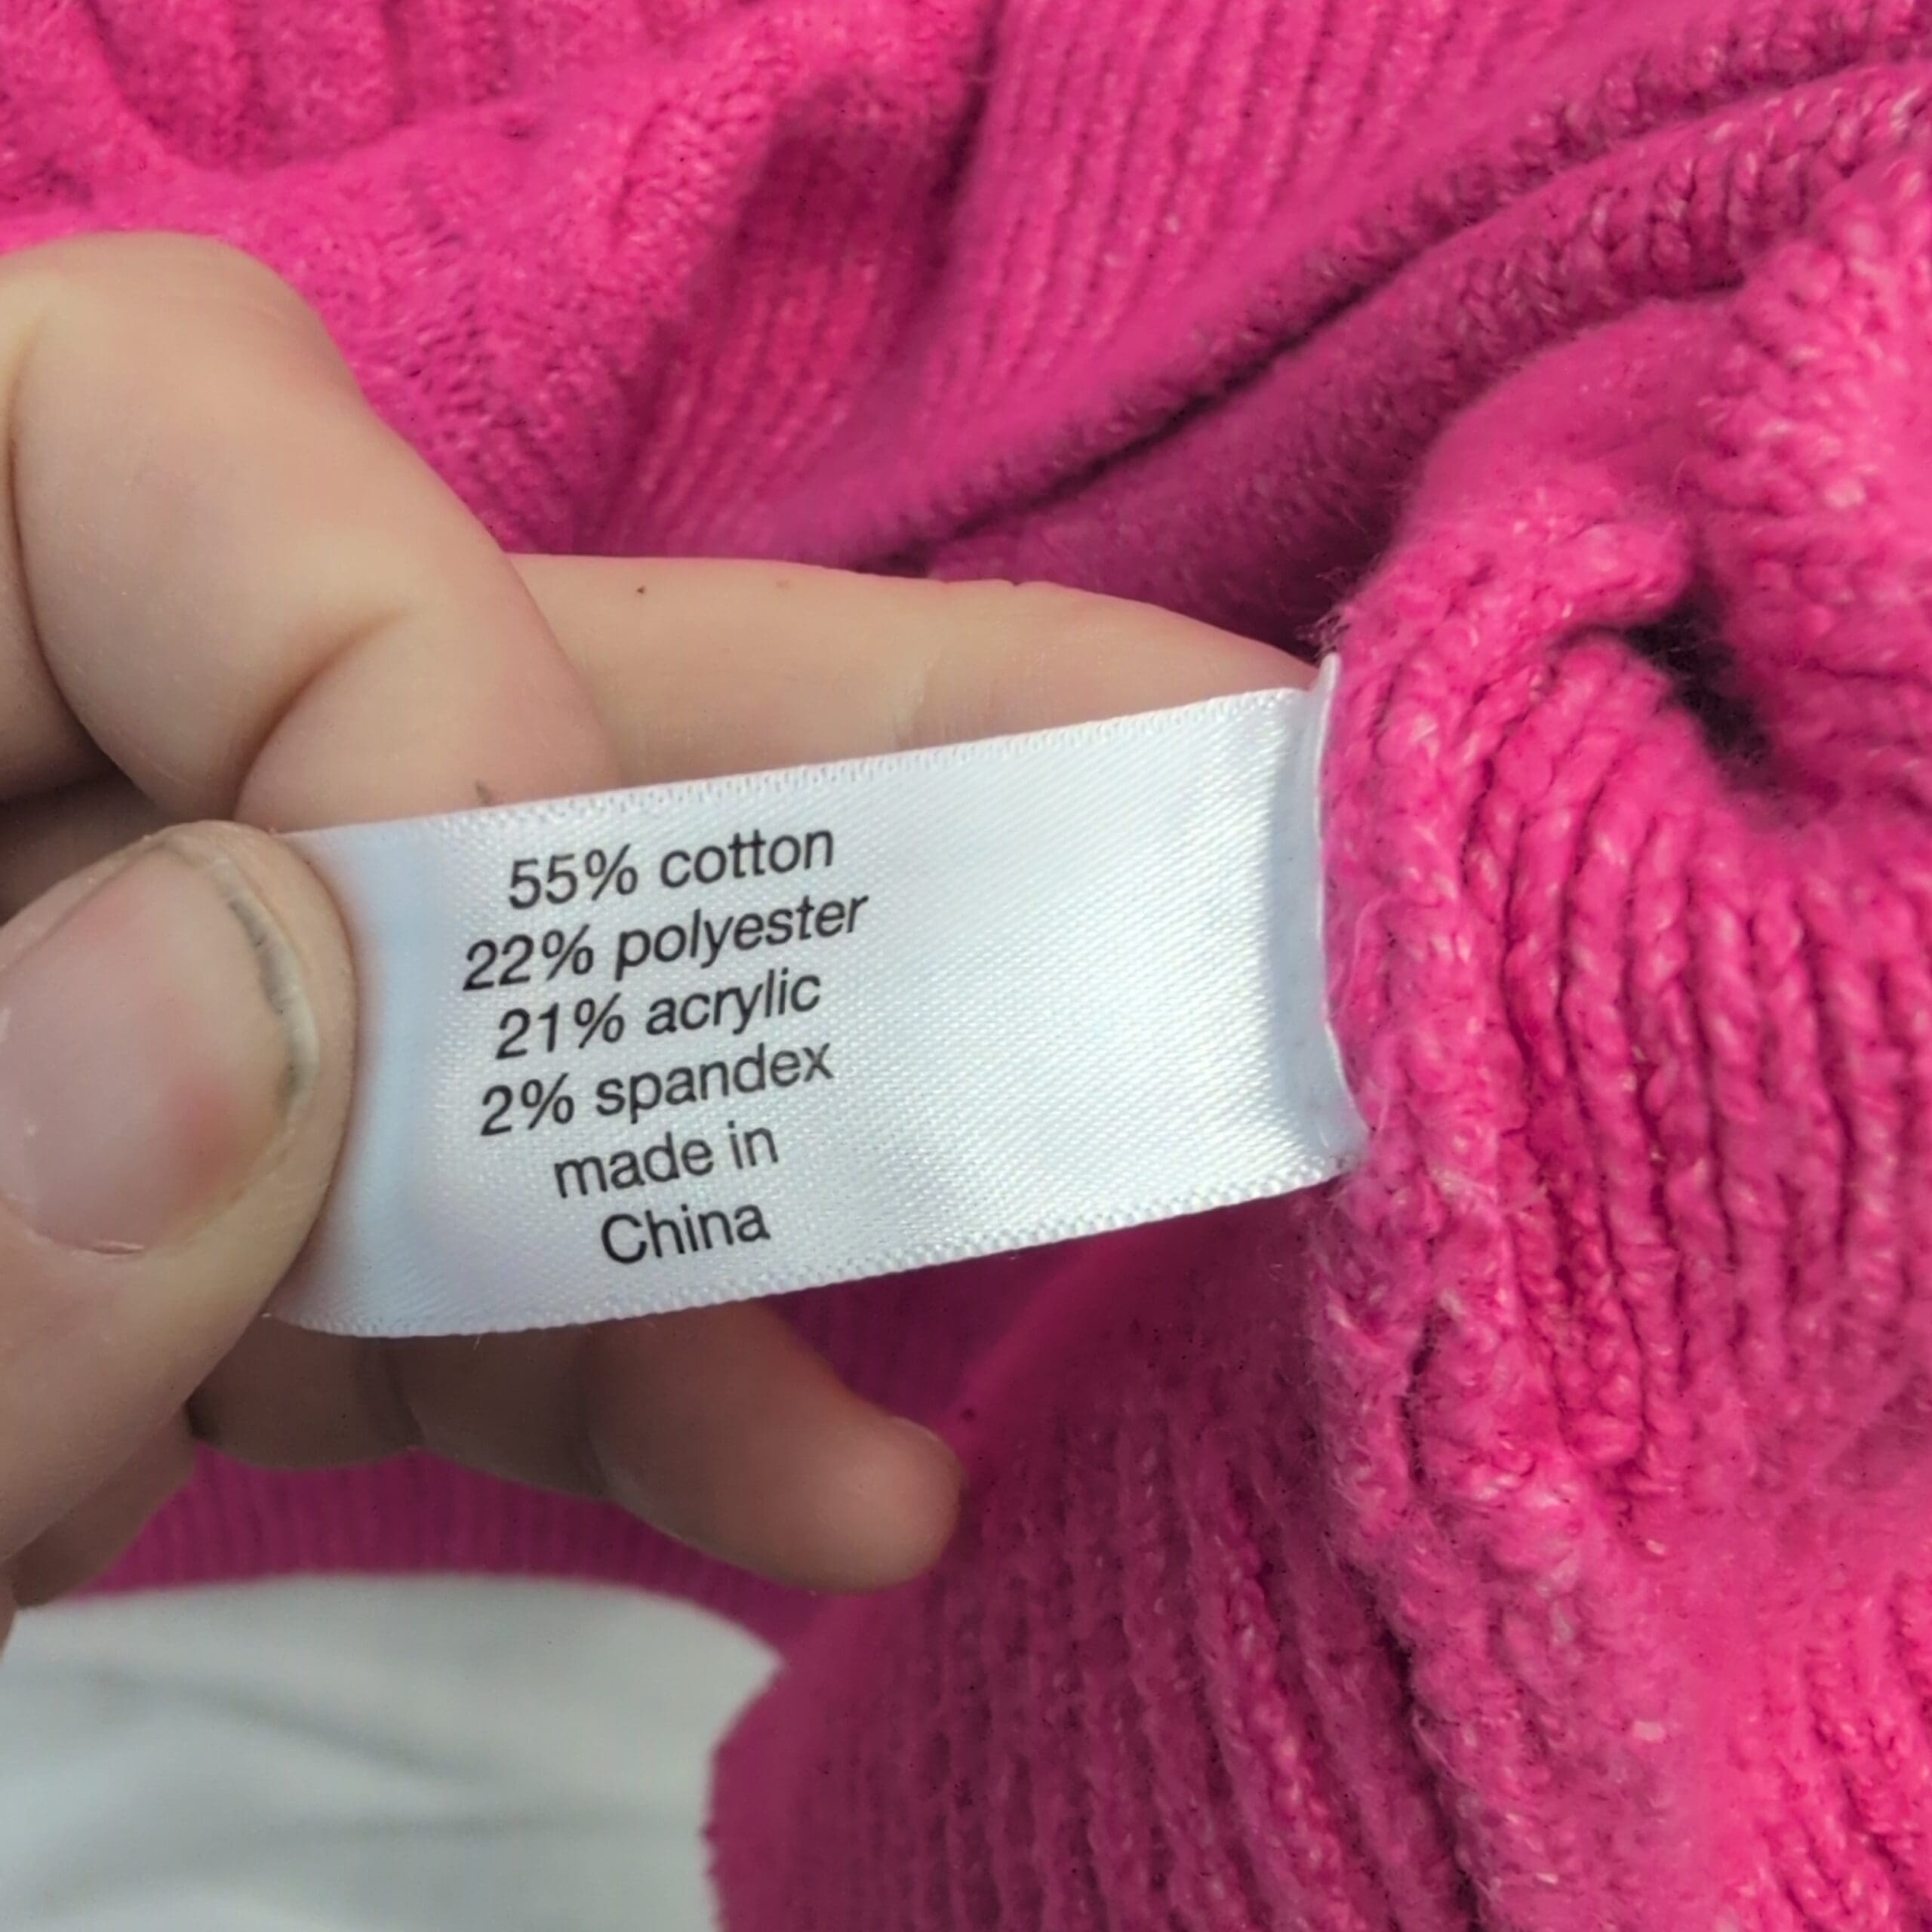 55% cotton
22% polyester
21% acrylic
2% spandex
made in
China